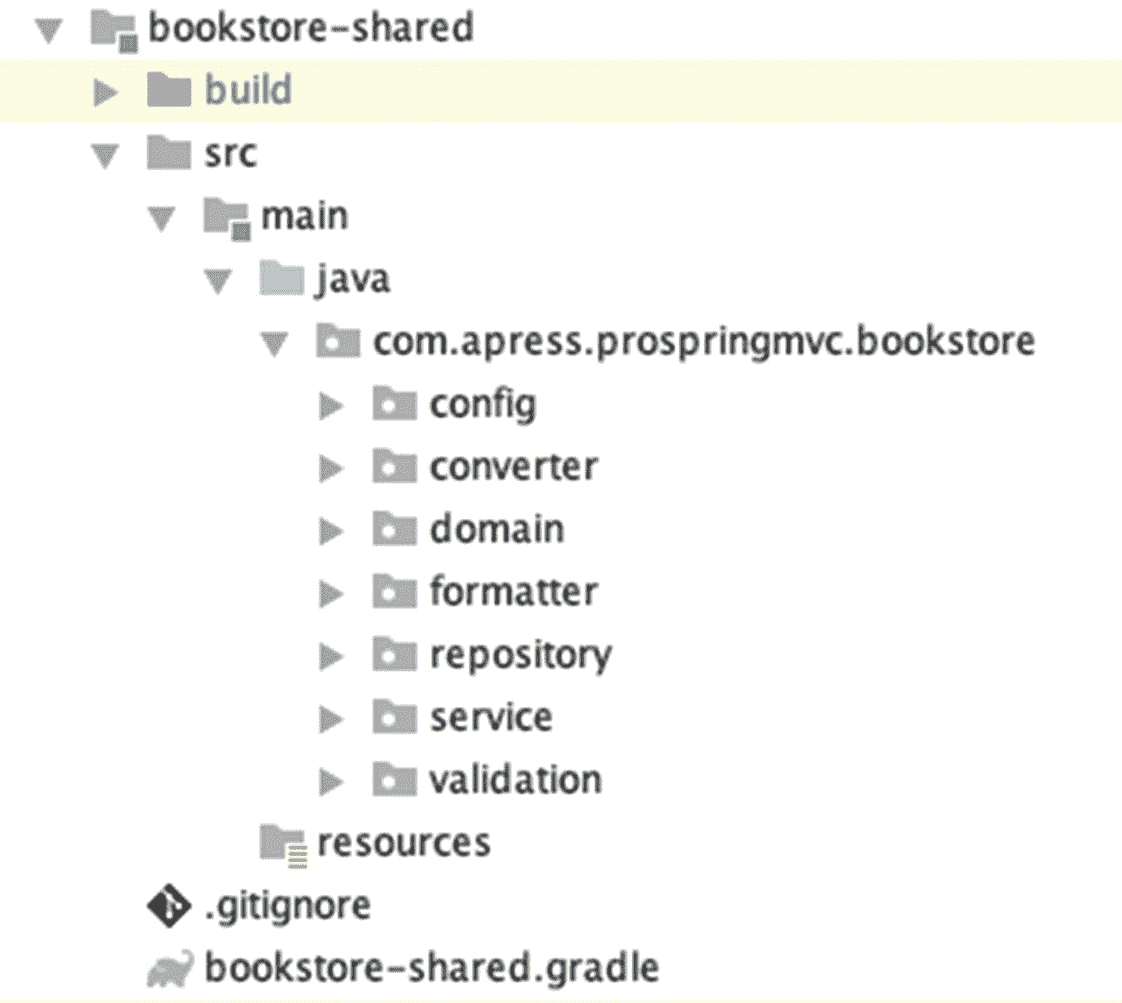 bookstore-shared
build
src
main
java
com.apress.prospringmvc.bookstore
config
converter
domain
formatter
repository
service
validation
resources
.gitignore
bookstore-shared.gradle